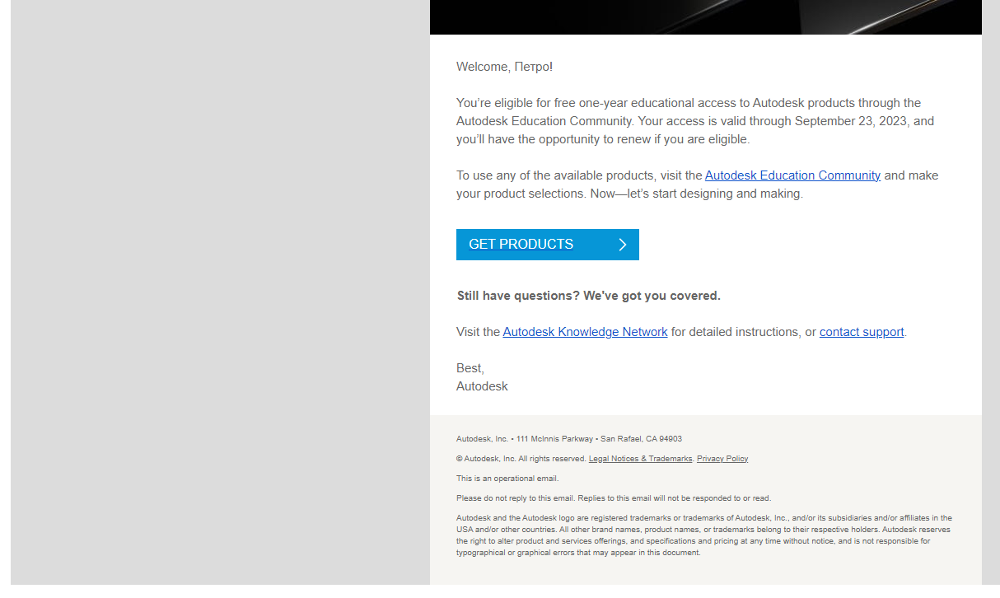 Welcome, Петро!
You’re eligible for free one-year educational access to Autodesk products through the
Autodesk Education Community. Your access is valid through September 23, 2023, and
you’ll have the opportunity to renew if you are eligible.
To use any of the available products, visit the Autodesk Education Community and make
your product selections. Now—let’s start designing and making.
GET PRODUCTS
Still have questions? We've got you covered.
Visit the Autodesk Knowledge Network for detailed instructions, or contact support.
Best,
Autodesk
Autodesk, Inc. • 111 McInnis Parkway • San Rafael, CA 94903
© Autodesk, Inc. All rights reserved. Legal Notices & Trademarks. Privacy Policy
This is an operational email.
Please do not reply to this email. Replies to this email will not be responded to or read.
Autodesk and the Autodesk logo are registered trademarks or trademarks of Autodesk, Inc., and/or its subsidiaries and/or affiliates in the
USA and/or other countries. All other brand names, product names, or trademarks belong to their respective holders. Autodesk reserves
the right to alter product and services offerings, and specifications and pricing at any time without notice, and is not responsible for
typographical or graphical errors that may appear in this document.